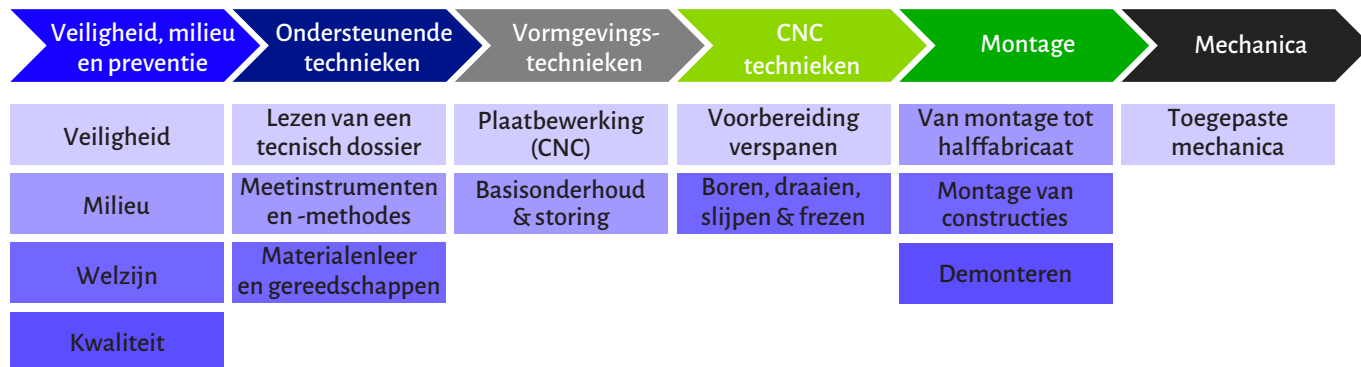 Veiligheid, milieu
en preventie
Ondersteunende
technieken
Vormgevings-
technieken
CNC
technieken
Montage
Mechanica
Veiligheid
Lezen van een
tecnisch dossier
Plaatbewerking
(CNC)
Voorbereiding
verspanen
Van montage tot
halffabricaat
Toegepaste
mechanica
Milieu
Meetinstrumenten
en -methodes
Basisonderhoud
& storing
Boren, draaien,
slijpen & frezen
Montage van
constructies
Welzijn
Materialenleer
en gereedschappen
Demonteren
Kwaliteit